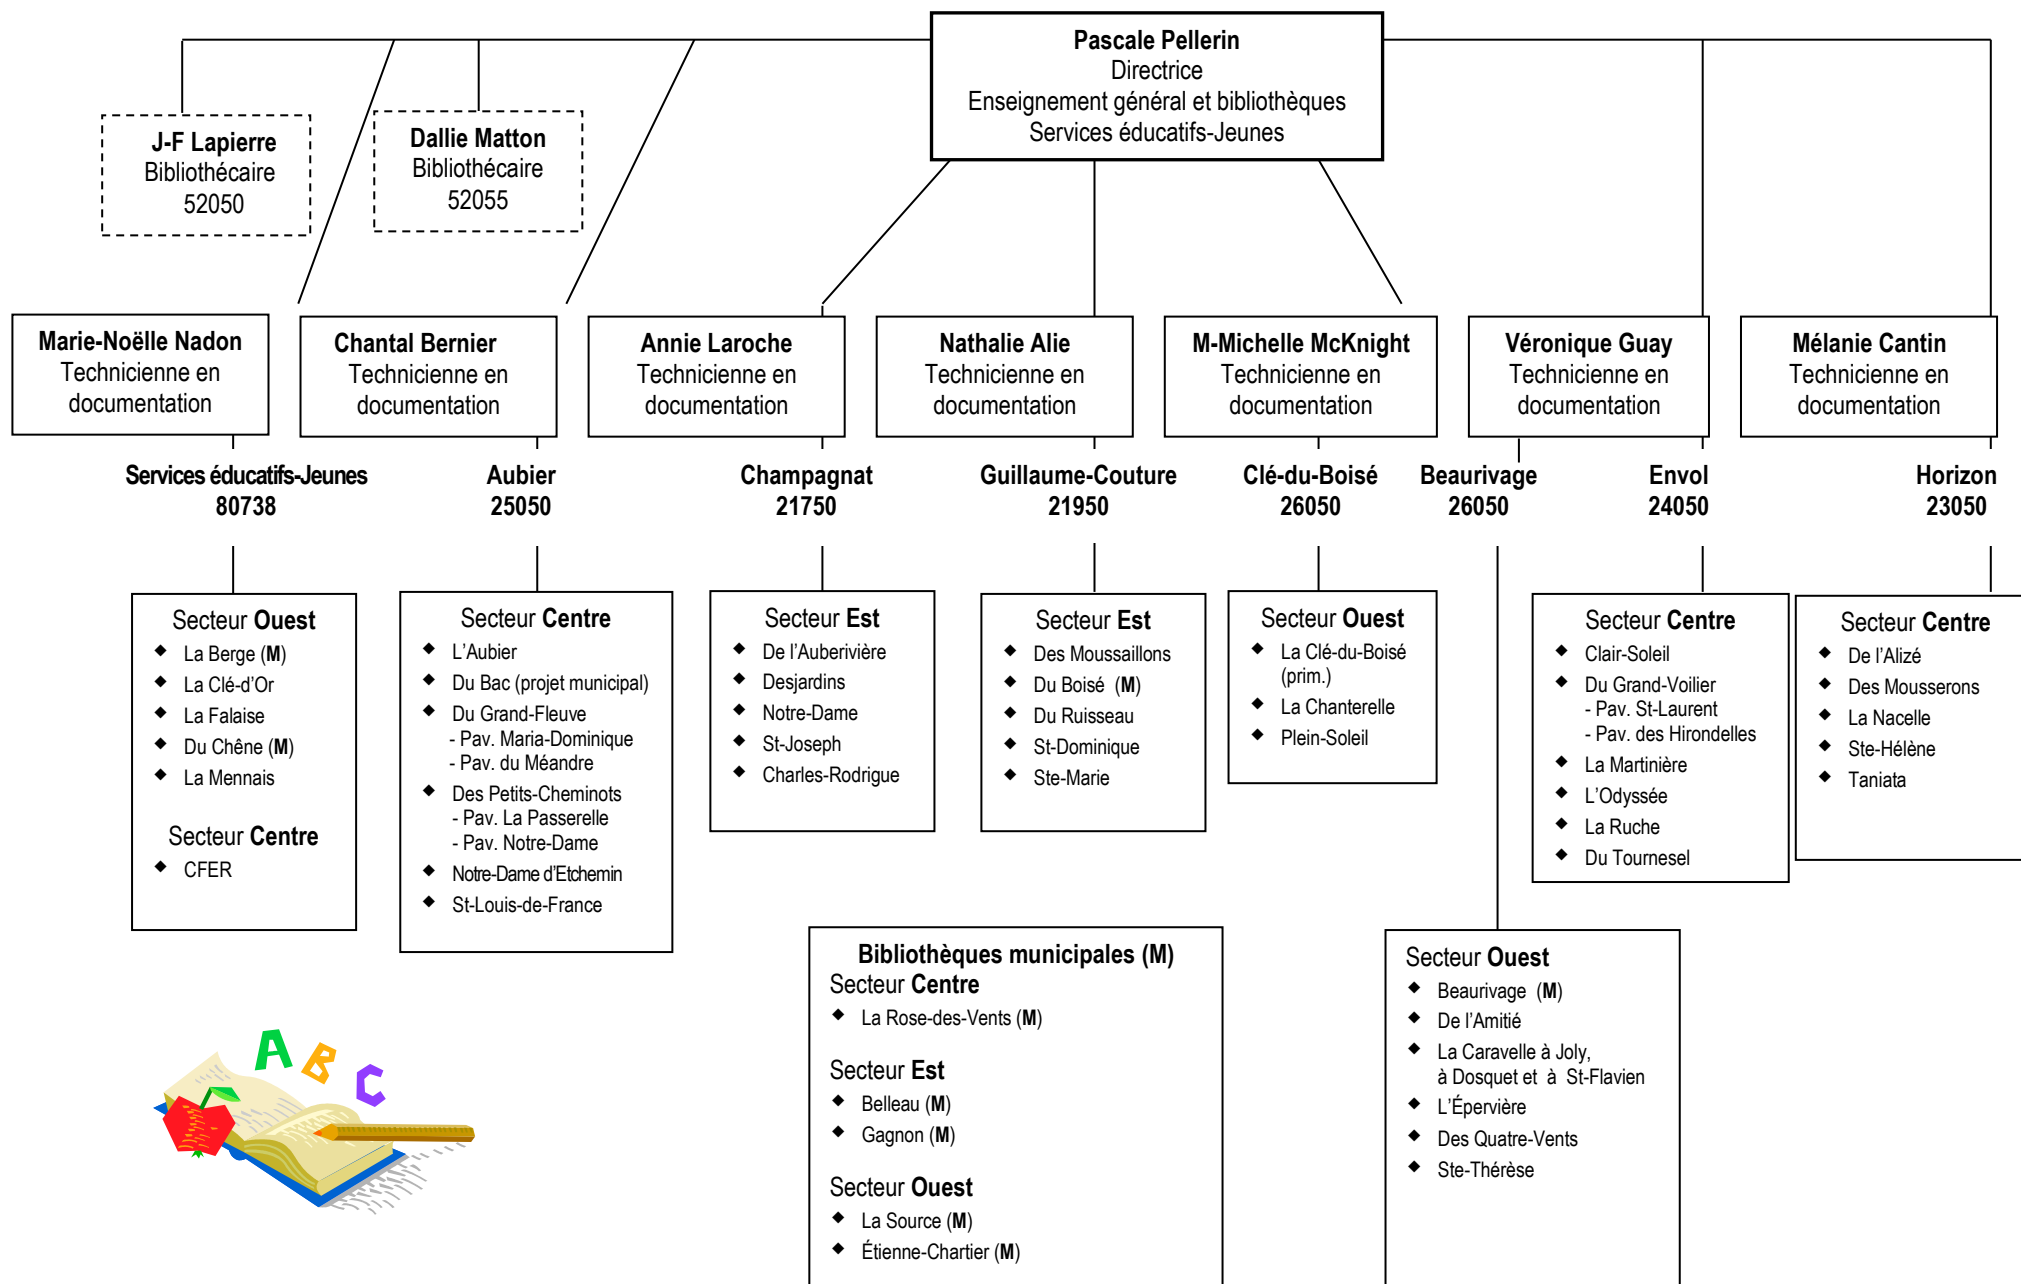 Pascale Pellerin
Directrice
Enseignement général et bibliothèques
Services éducatifs-Jeunes
J-F Lapierre
Bibliothécaire
52050
Dallie Matton
Bibliothécaire
52055
Marie-Noëlle Nadon
Technicienne en
documentation
Chantal Bernier
Technicienne en
documentation
Annie Laroche
Technicienne en
documentation
Nathalie Alie
Technicienne en
documentation
M-Michelle McKnight
Technicienne en
documentation
Véronique Guay
Technicienne en
documentation
Mélanie Cantin
Technicienne en
documentation
Services éducatifs-Jeunes
80738
Aubier
25050
Champagnat
21750
Guillaume-Couture
21950
Clé-du-Boisé
26050
Beaurivage
26050
Envol
24050
Horizon
23050
Secteur Ouest
◆ La Berge (M)
◆ La Clé-d'Or
◆ La Falaise
◆ Du Chêne (M)
◆ La Mennais
Secteur Centre
◆ CFER
Secteur Centre
◆ L'Aubier
◆ Du Bac (projet municipal)
◆ Du Grand-Fleuve
- Pav. Maria-Dominique
- Pav. du Méandre
◆ Des Petits-Cheminots
- Pav. La Passerelle
- Pav. Notre-Dame
◆ Notre-Dame d'Etchemin
◆ St-Louis-de-France
Secteur Est
◆ De l'Auberivière
◆ Desjardins
◆ Notre-Dame
◆ St-Joseph
◆ Charles-Rodrigue
Secteur Est
◆ Des Moussaillons
◆ Du Boisé (M)
◆ Du Ruisseau
◆ St-Dominique
◆ Ste-Marie
Secteur Ouest
◆ La Clé-du-Boisé
(prim.)
◆ La Chanterelle
◆ Plein-Soleil
Secteur Centre
◆ Clair-Soleil
◆ Du Grand-Voilier
- Pav. St-Laurent
- Pav. des Hirondelles
◆ La Martinière
◆ L'Odyssée
◆ La Ruche
◆ Du Tournesel
Secteur Centre
◆ De l'Alizé
◆ Des Mousserons
◆ La Nacelle
◆ Ste-Hélène
◆ Taniata
Bibliothèques municipales (M)
Secteur Centre
◆ La Rose-des-Vents (M)
Secteur Est
◆ Belleau (M)
◆ Gagnon (M)
Secteur Ouest
◆ La Source (M)
◆ Étienne-Chartier (M)
Secteur Ouest
◆ Beaurivage (M)
◆ De l'Amitié
◆ La Caravelle à Joly,
à Dosquet et à St-Flavien
◆ L'Épervière
◆ Des Quatre-Vents
◆ Ste-Thérèse
A B C